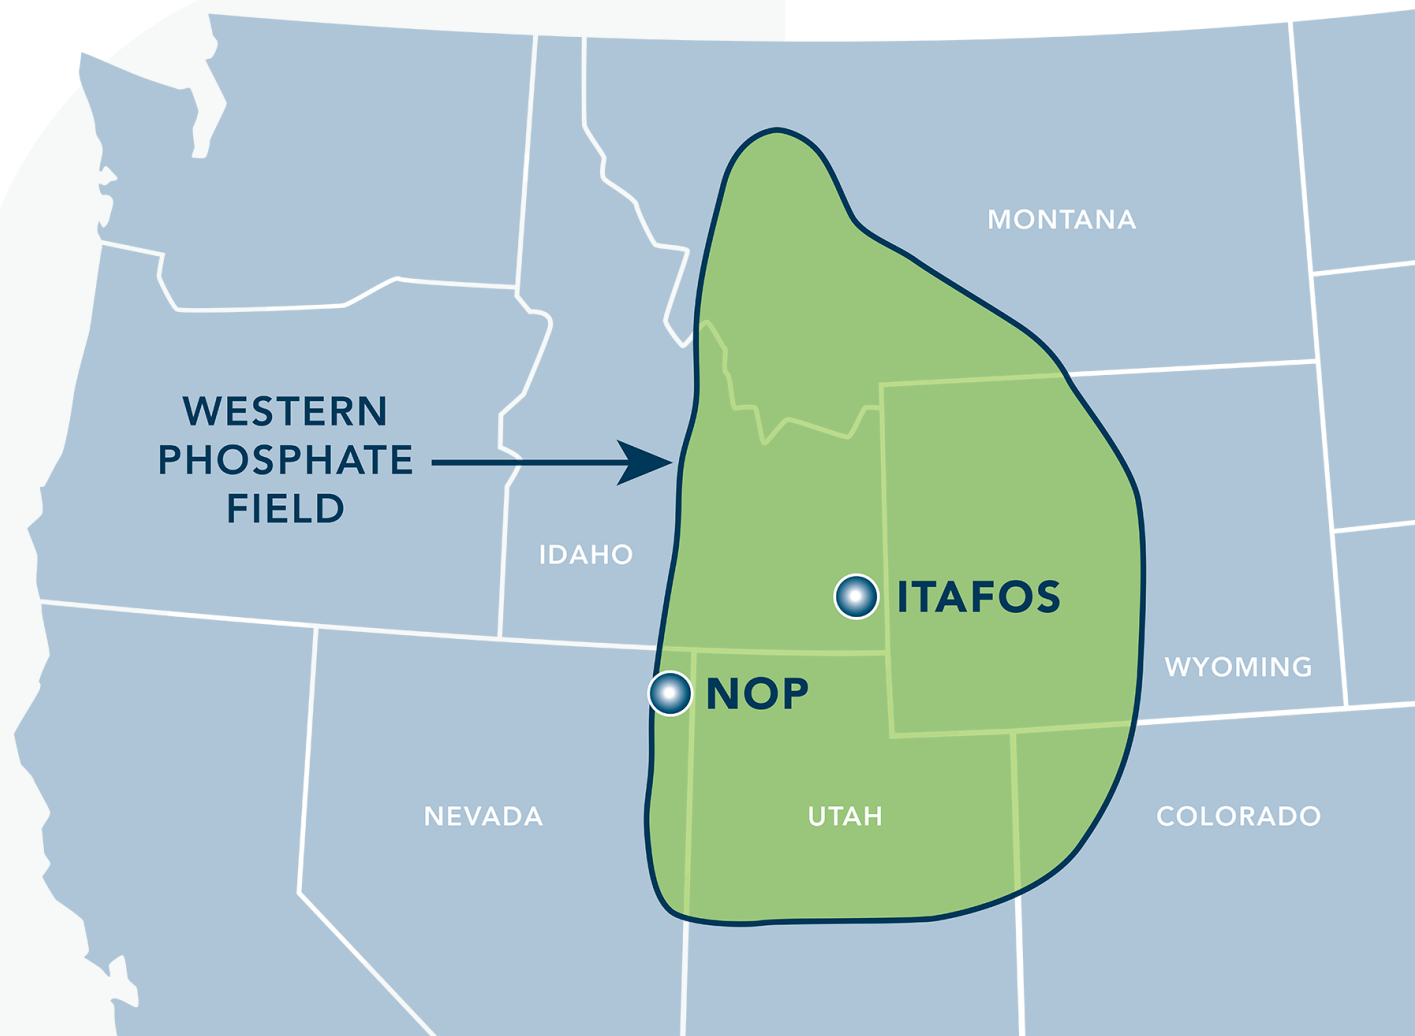 MONTANA
WESTERN
PHOSPHATE
FIELD
IDAHO
ITAFOS
WYOMING
NOP
NEVADA
UTAH
COLORADO